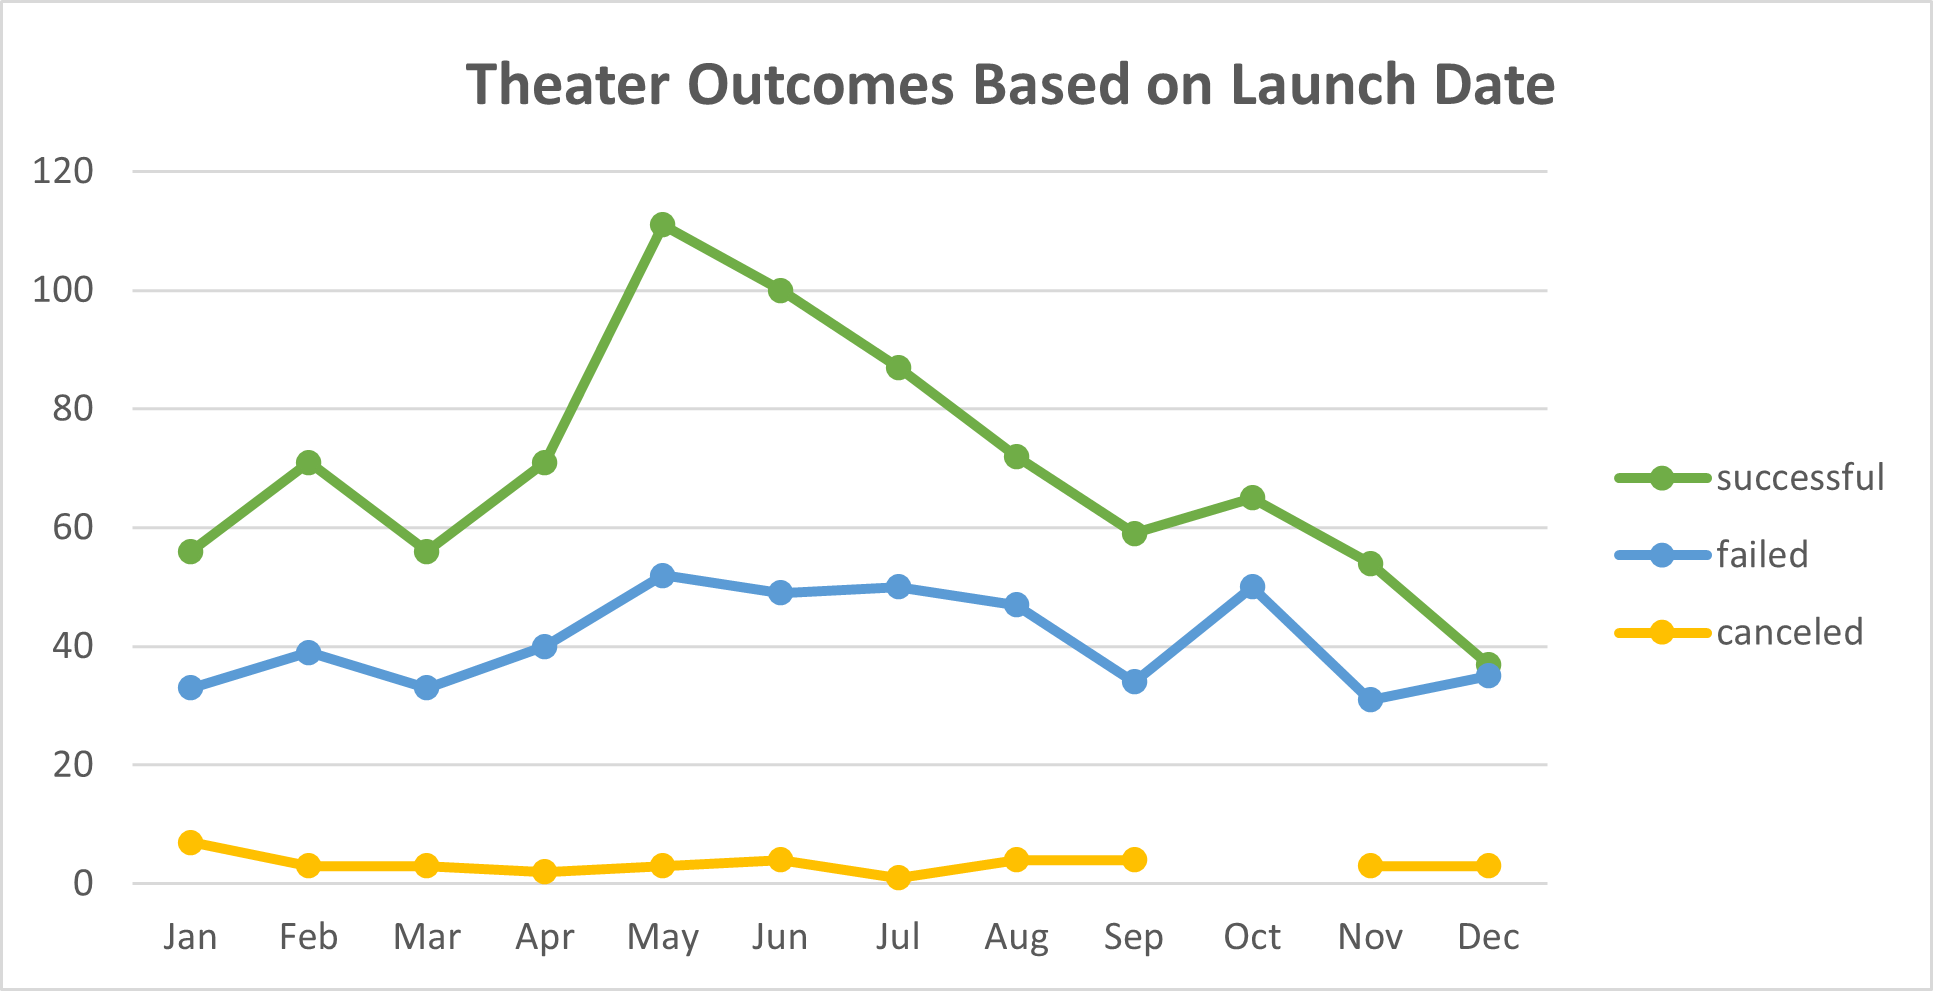 Theater Outcomes Based on Launch Date
120
100
80
60
40
20
0
Jan Feb Mar Apr May Jun Jul Aug Sep Oct Nov Dec
successful
failed
canceled